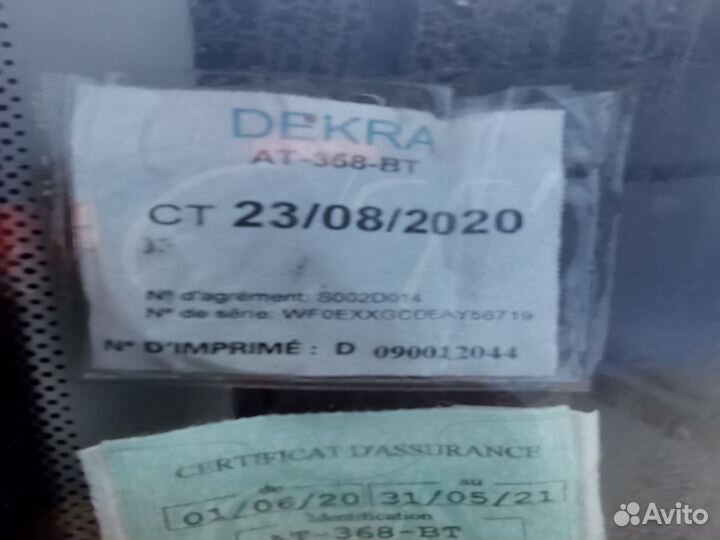 DEKRA
AT-368-BT
CT 23/08/2020
N° d'agrément: S002D014
N° de série: WF0EXXGCDEAY56719
N° D'IMPRIMÉ : D 090012044
CERTIFICAT D'ASSURANCE
de au
01/06/20 31/05/21
Identification
AT-368-BT
Avito